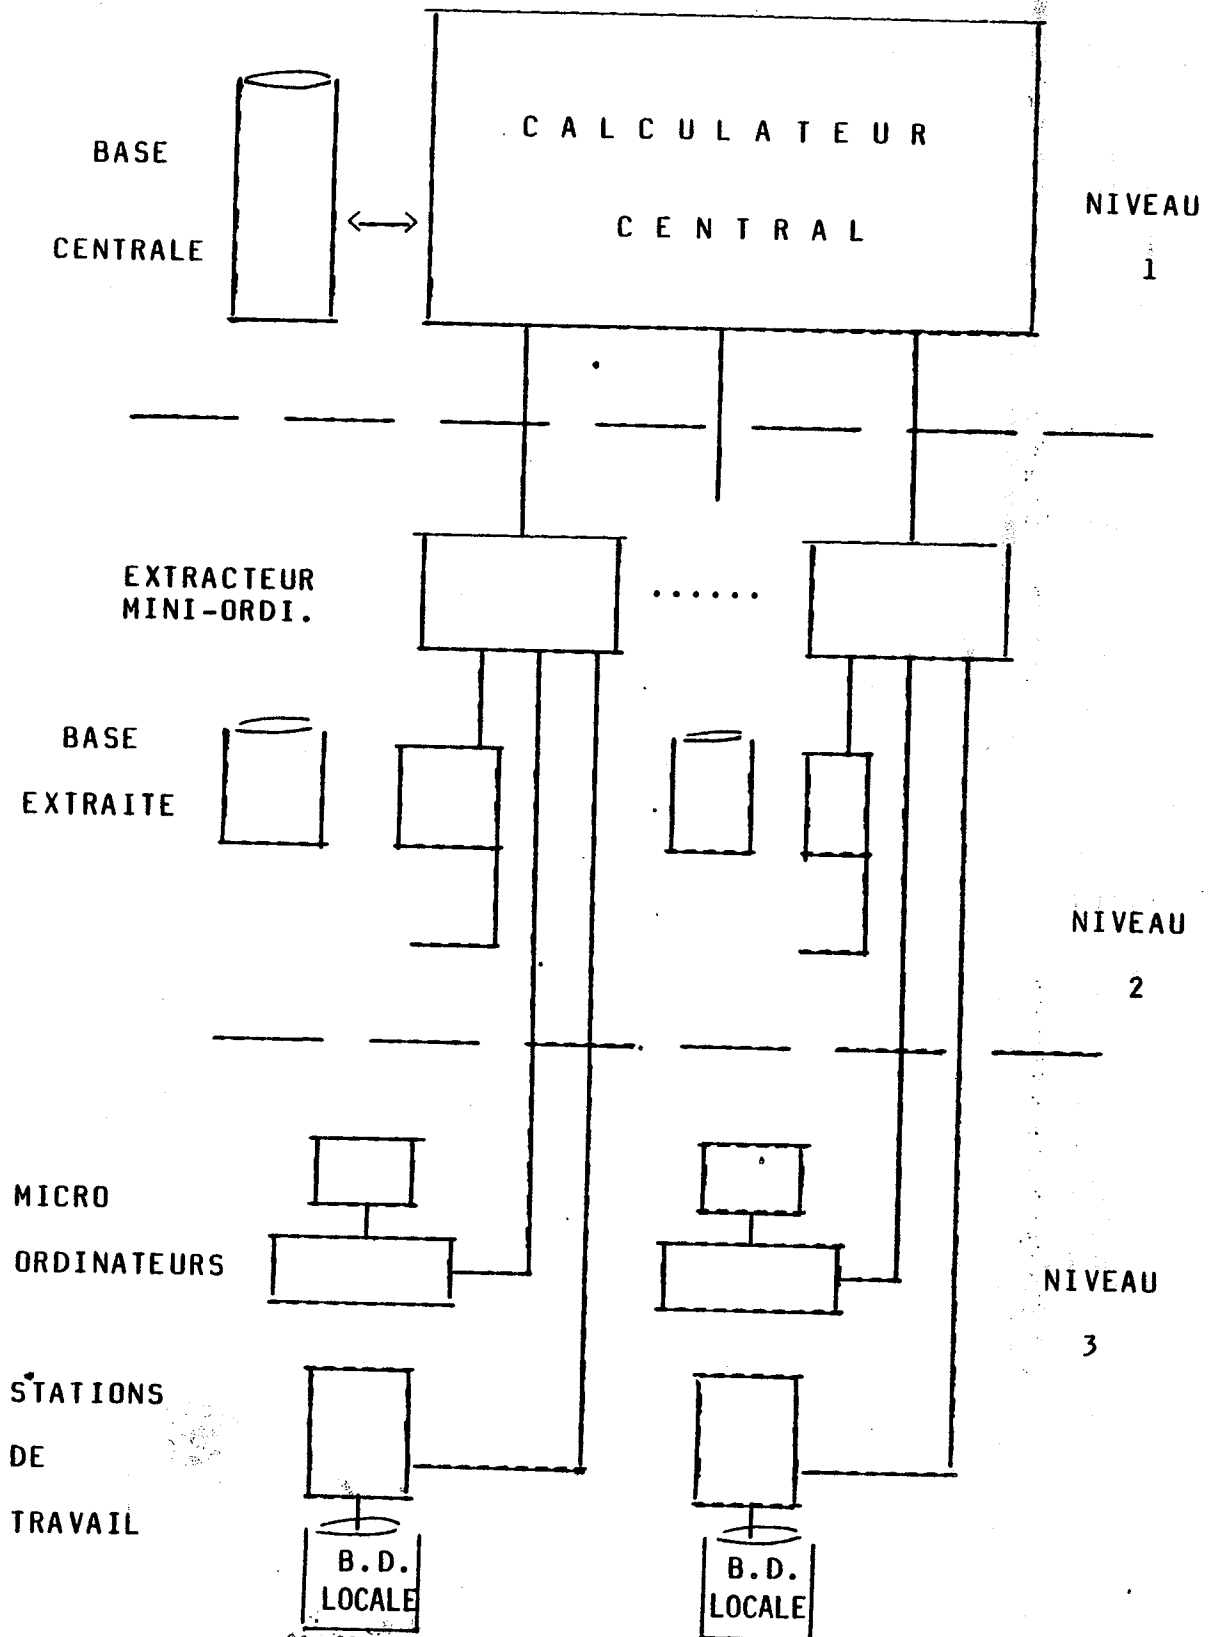 C A L C U L A T E U R
C E N T R A L
BASE
CENTRALE
NIVEAU
1
EXTRACTEUR
MINI-ORDI.
......
BASE
EXTRAITE
NIVEAU
2
MICRO
ORDINATEURS
NIVEAU
3
STATIONS
DE
TRAVAIL
B.D.
LOCALE
B.D.
LOCALE